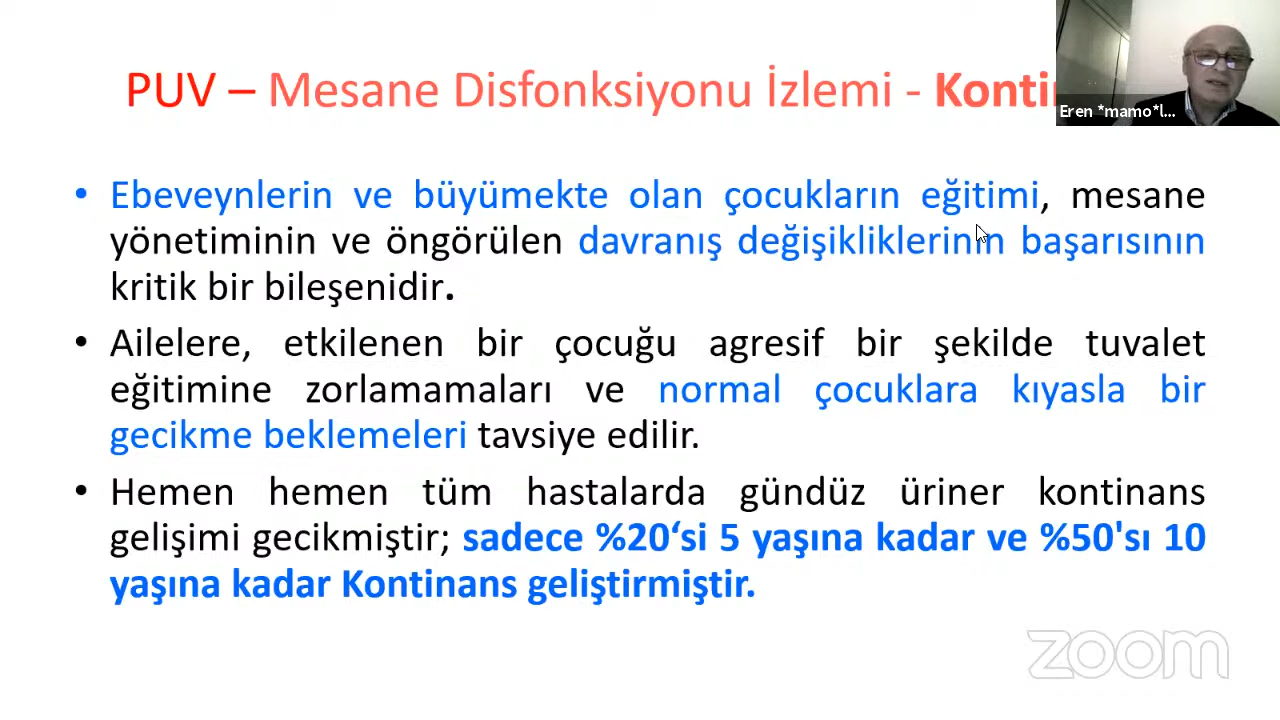 PUV – Mesane Disfonksiyonu İzlemi -
Eren *mamo*l...
• Ebeveynlerin ve büyümekte olan çocukların eğitimi, mesane
yönetiminin ve öngörülen davranış değişikliklerinin başarısının
kritik bir bileşenidir.
• Ailelere, etkilenen bir çocuğu agresif bir şekilde tuvalet
eğitimine zorlamamaları ve normal çocuklara kıyasla bir
gecikme beklemeleri tavsiye edilir.
• Hemen hemen tüm hastalarda gündüz üriner kontinans
gelişimi gecikmiştir; sadece %20‘si 5 yaşına kadar ve %50'sı 10
yaşına kadar Kontinans geliştirmiştir.
zoom